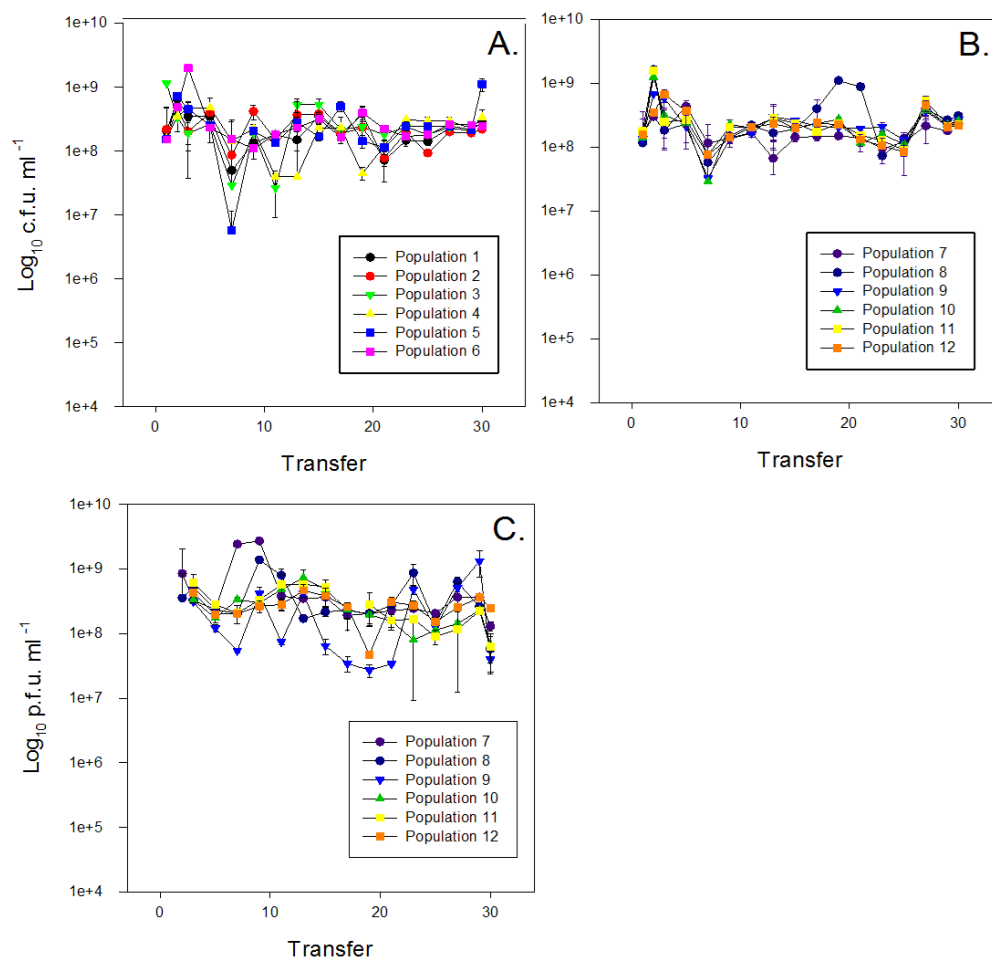 A.
Log₁₀ c.f.u. ml⁻¹
1e+10
1e+9
1e+8
1e+7
1e+6
1e+5
1e+4
Population 1
Population 2
Population 3
Population 4
Population 5
Population 6
0 10 20 30
Transfer
B.
1e+10
1e+9
1e+8
1e+7
1e+6
1e+5
1e+4
Population 7
Population 8
Population 9
Population 10
Population 11
Population 12
0 10 20 30
Transfer
C.
Log₁₀ p.f.u. ml⁻¹
1e+10
1e+9
1e+8
1e+7
1e+6
1e+5
1e+4
Population 7
Population 8
Population 9
Population 10
Population 11
Population 12
0 10 20 30
Transfer